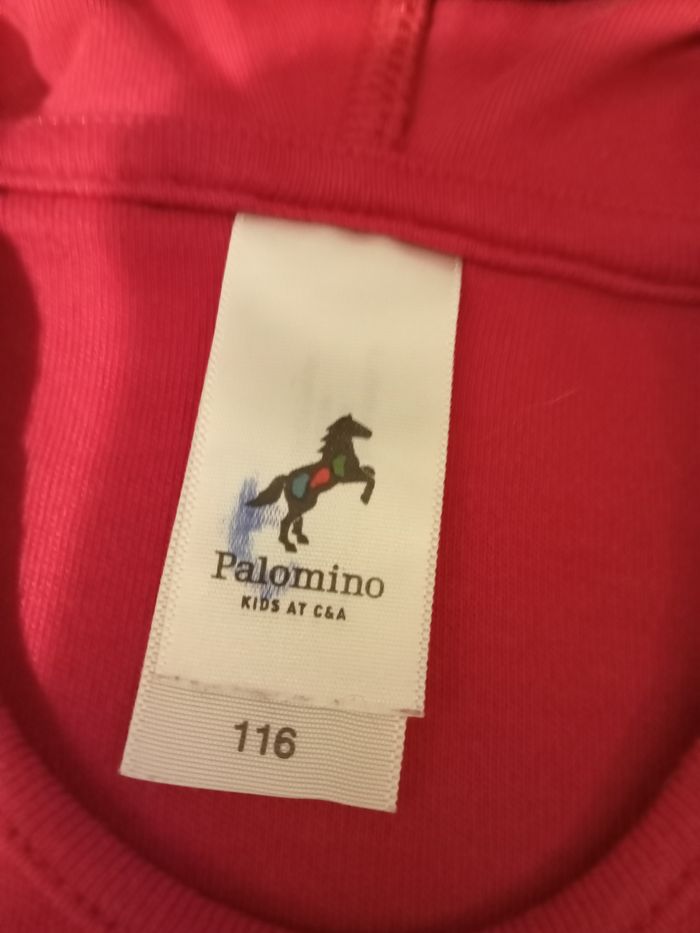 Palomino
KIDS AT C&A
116